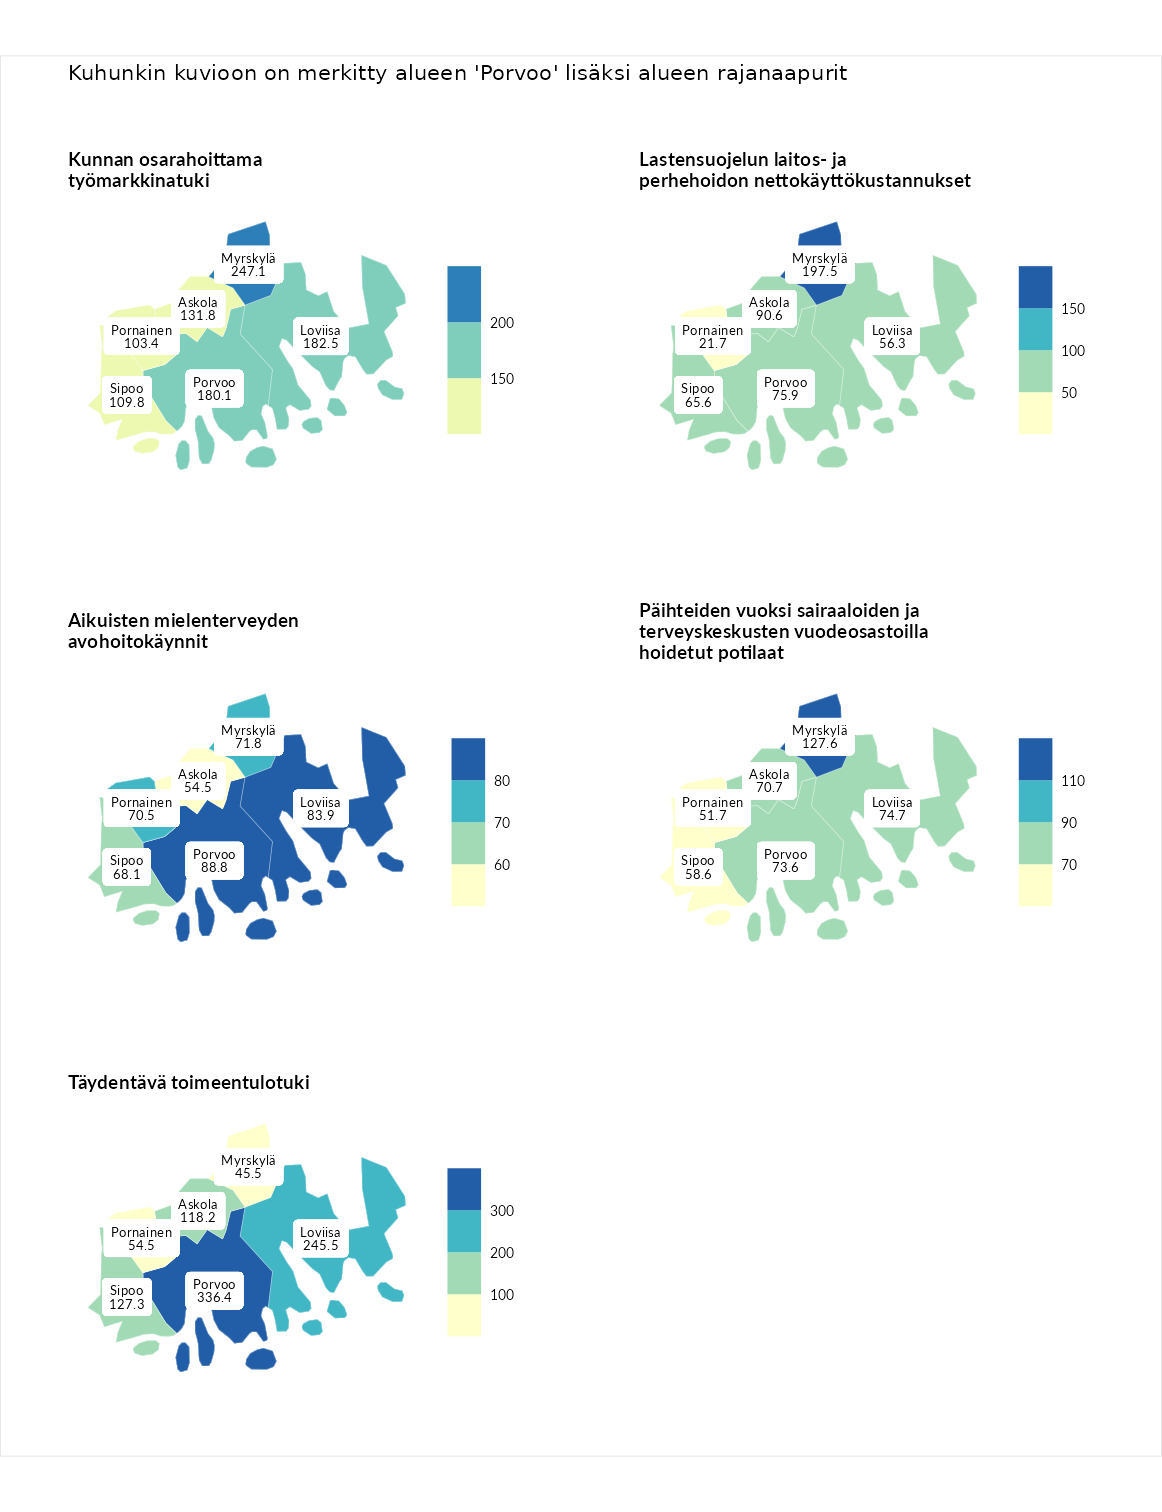 Kuhunkin kuvioon on merkitty alueen 'Porvoo' lisäksi alueen rajanaapurit
Kunnan osarahoittama
työmarkkinatuki
Myrskylä
247.1
Askola
131.8
Pornainen
103.4
Loviisa
182.5
Sipoo
109.8
Porvoo
180.1
200
150
Lastensuojelun laitos- ja
perhehoidon nettokäyttökustannukset
Myrskylä
197.5
Askola
90.6
Pornainen
21.7
Loviisa
56.3
Sipoo
65.6
Porvoo
75.9
150
100
50
Aikuisten mielenterveyden
avohoitokäynnit
Myrskylä
71.8
Askola
54.5
Pornainen
70.5
Loviisa
83.9
Sipoo
68.1
Porvoo
88.8
80
70
60
Päihteiden vuoksi sairaaloiden ja
terveyskeskusten vuodeosastoilla
hoidetut potilaat
Myrskylä
127.6
Askola
70.7
Pornainen
51.7
Loviisa
74.7
Sipoo
58.6
Porvoo
73.6
110
90
70
Täydentävä toimeentulotuki
Myrskylä
45.5
Askola
118.2
Pornainen
54.5
Loviisa
245.5
Sipoo
127.3
Porvoo
336.4
300
200
100